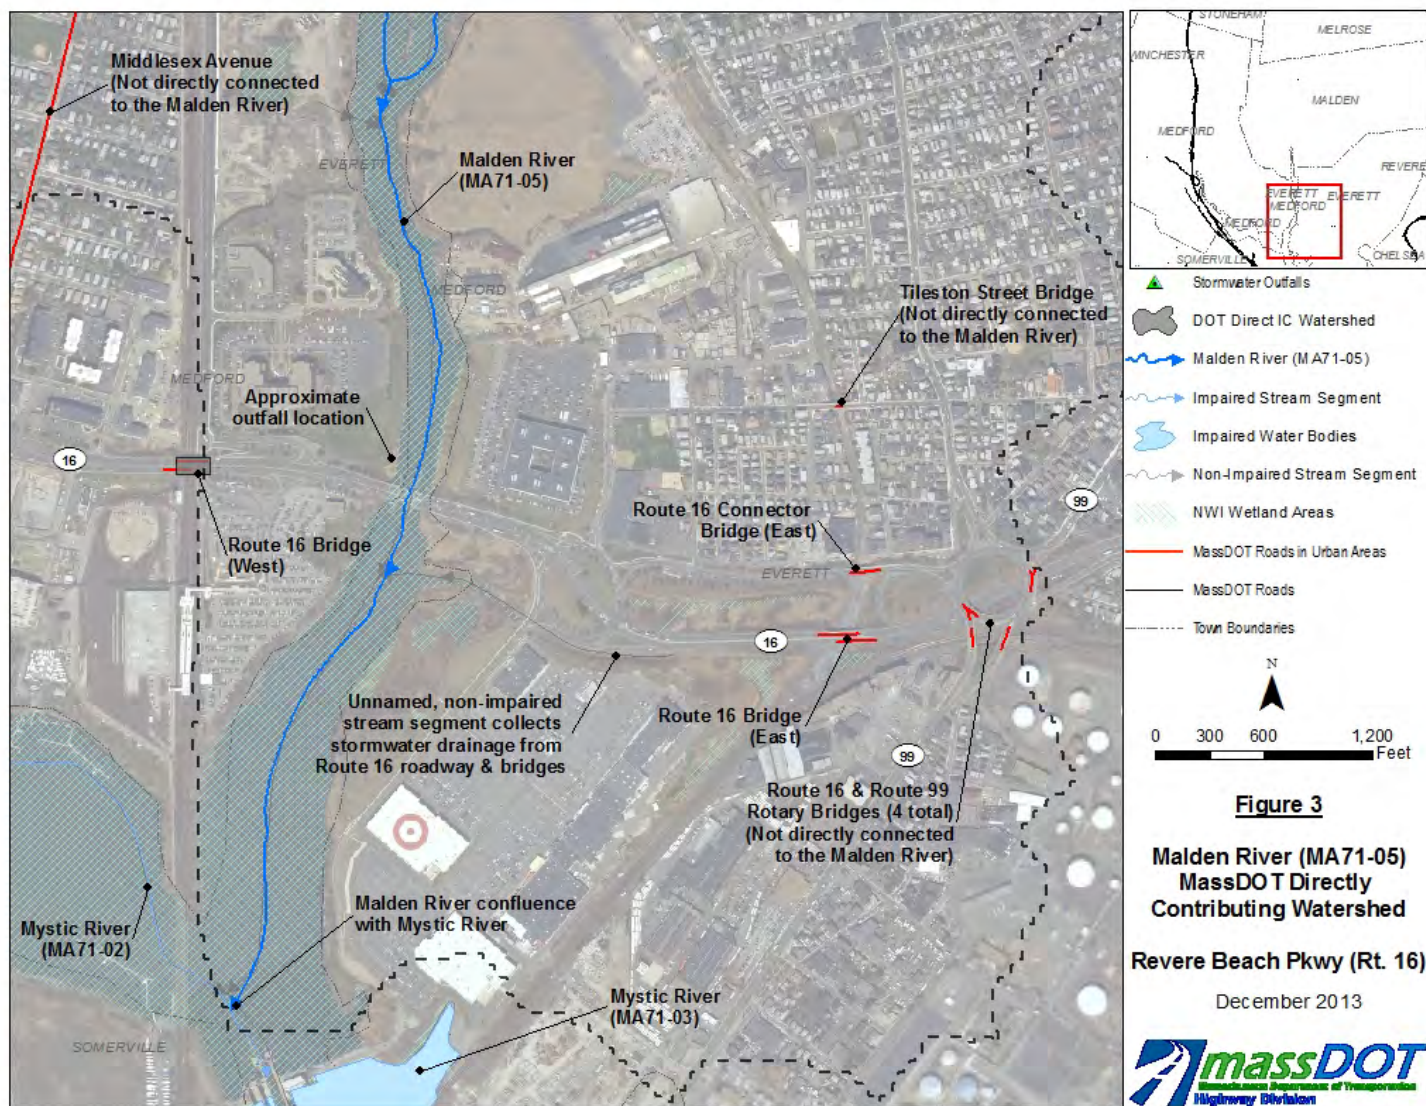 Middlesex Avenue
(Not directly connected
to the Malden River)
EVERETT
Malden River
(MA71-05)
MEDFORD
Tileston Street Bridge
(Not directly connected
to the Malden River)
MEDFORD
Approximate
outfall location
16
Route 16 Bridge
(West)
Route 16 Connector
Bridge (East)
99
EVERETT
16
Unnamed, non-impaired
stream segment collects
stormwater drainage from
Route 16 roadway & bridges
Route 16 Bridge
(East)
99
Route 16 & Route 99
Rotary Bridges (4 total)
(Not directly connected
to the Malden River)
Mystic River
(MA71-02)
Malden River confluence
with Mystic River
Mystic River
(MA71-03)
SOMERVILLE
STONEHAM
MELROSE
WINCHESTER
MALDEN
MEDFORD
REVERE
EVERETT
EVERETT
MEDFORD
MEDFORD
SOMERVILLE
CHELSEA
Stormwater Outfalls
DOT Direct IC Watershed
Malden River (MA71-05)
Impaired Stream Segment
Impaired Water Bodies
Non-Impaired Stream Segment
NWI Wetland Areas
MassDOT Roads in Urban Areas
MassDOT Roads
Town Boundaries
N
0 300 600 1,200
Feet
Figure 3
Malden River (MA71-05)
MassDOT Directly
Contributing Watershed
Revere Beach Pkwy (Rt. 16)
December 2013
massDOT
Massachusetts Department of Transportation
Highway Division